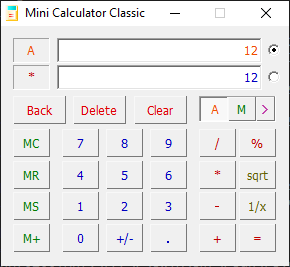 Mini Calculator Classic
A 12
* 12
Back Delete Clear A M >
MC 7 8 9 / %
MR 4 5 6 * sqrt
MS 1 2 3 - 1/x
M+ 0 +/- . + =